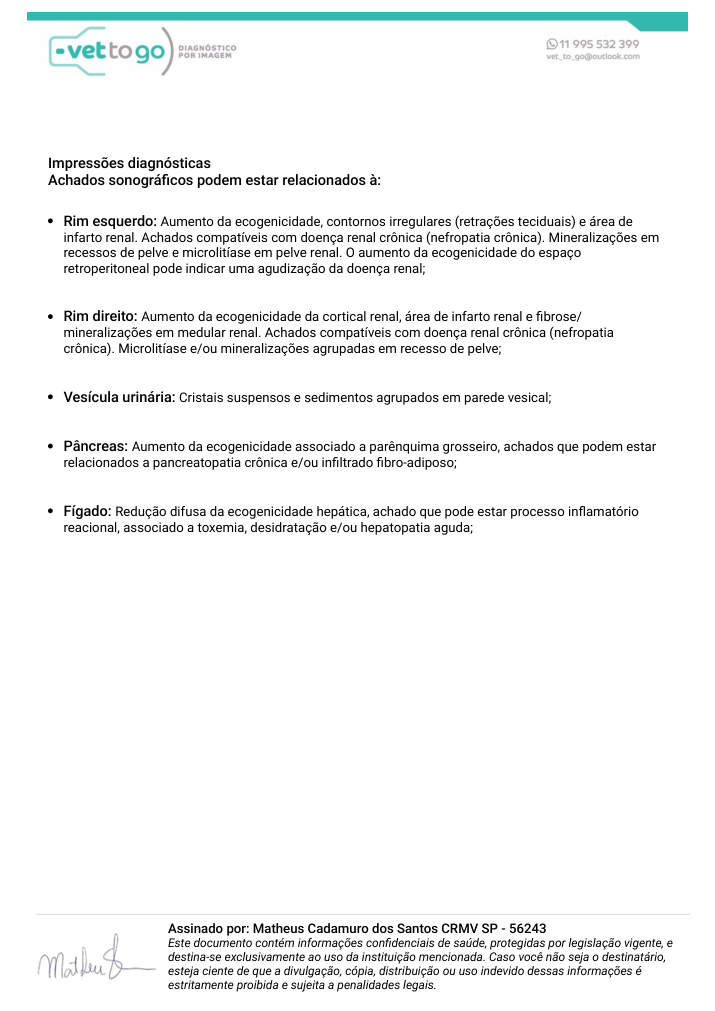 vet to go
DIAGNÓSTICO
POR IMAGEM
11 995 532 399
vet_to_go@outlook.com
Impressões diagnósticas
Achados sonográficos podem estar relacionados à:
• Rim esquerdo: Aumento da ecogenicidade, contornos irregulares (retrações teciduais) e área de
infarto renal. Achados compatíveis com doença renal crônica (nefropatia crônica). Mineralizações em
recessos de pelve e microlitíase em pelve renal. O aumento da ecogenicidade do espaço
retroperitoneal pode indicar uma agudização da doença renal;
• Rim direito: Aumento da ecogenicidade da cortical renal, área de infarto renal e fibrose/
mineralizações em medular renal. Achados compatíveis com doença renal crônica (nefropatia
crônica). Microlitíase e/ou mineralizações agrupadas em recesso de pelve;
• Vesícula urinária: Cristais suspensos e sedimentos agrupados em parede vesical;
• Pâncreas: Aumento da ecogenicidade associado a parênquima grosseiro, achados que podem estar
relacionados a pancreatopatia crônica e/ou infiltrado fibro-adiposo;
• Fígado: Redução difusa da ecogenicidade hepática, achado que pode estar processo inflamatório
reacional, associado a toxemia, desidratação e/ou hepatopatia aguda;
Assinado por: Matheus Cadamuro dos Santos CRMV SP - 56243
Este documento contém informações confidenciais de saúde, protegidas por legislação vigente, e
destina-se exclusivamente ao uso da instituição mencionada. Caso você não seja o destinatário,
esteja ciente de que a divulgação, cópia, distribuição ou uso indevido dessas informações é
estritamente proibida e sujeita a penalidades legais.